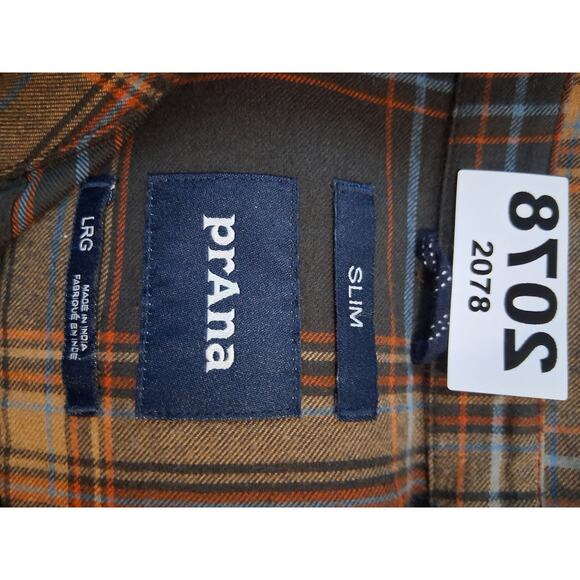 2078
2078
SLIM
prAna
LRG
MADE IN INDIA
FABRIQUÉ EN INDE